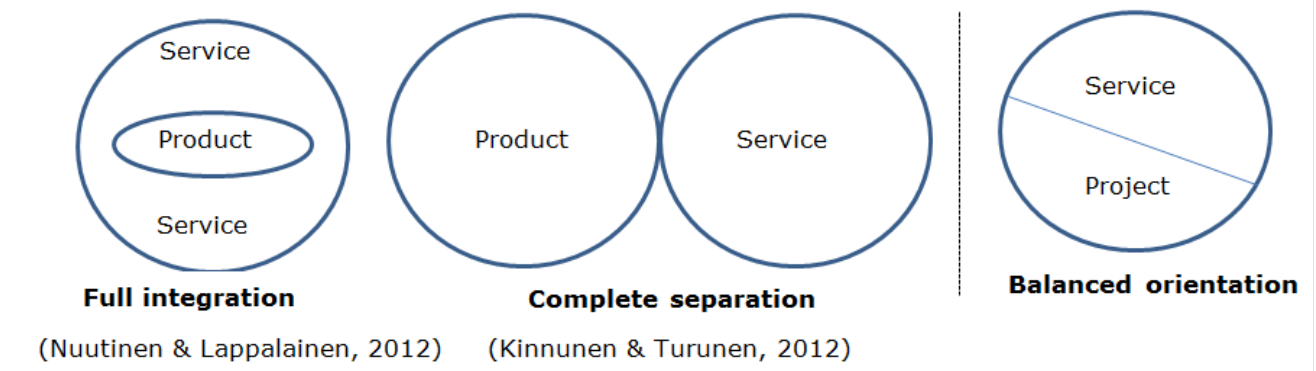 Service
Product
Service
Full integration
(Nuutinen & Lappalainen, 2012)
Product
Service
Complete separation
(Kinnunen & Turunen, 2012)
Service
Project
Balanced orientation